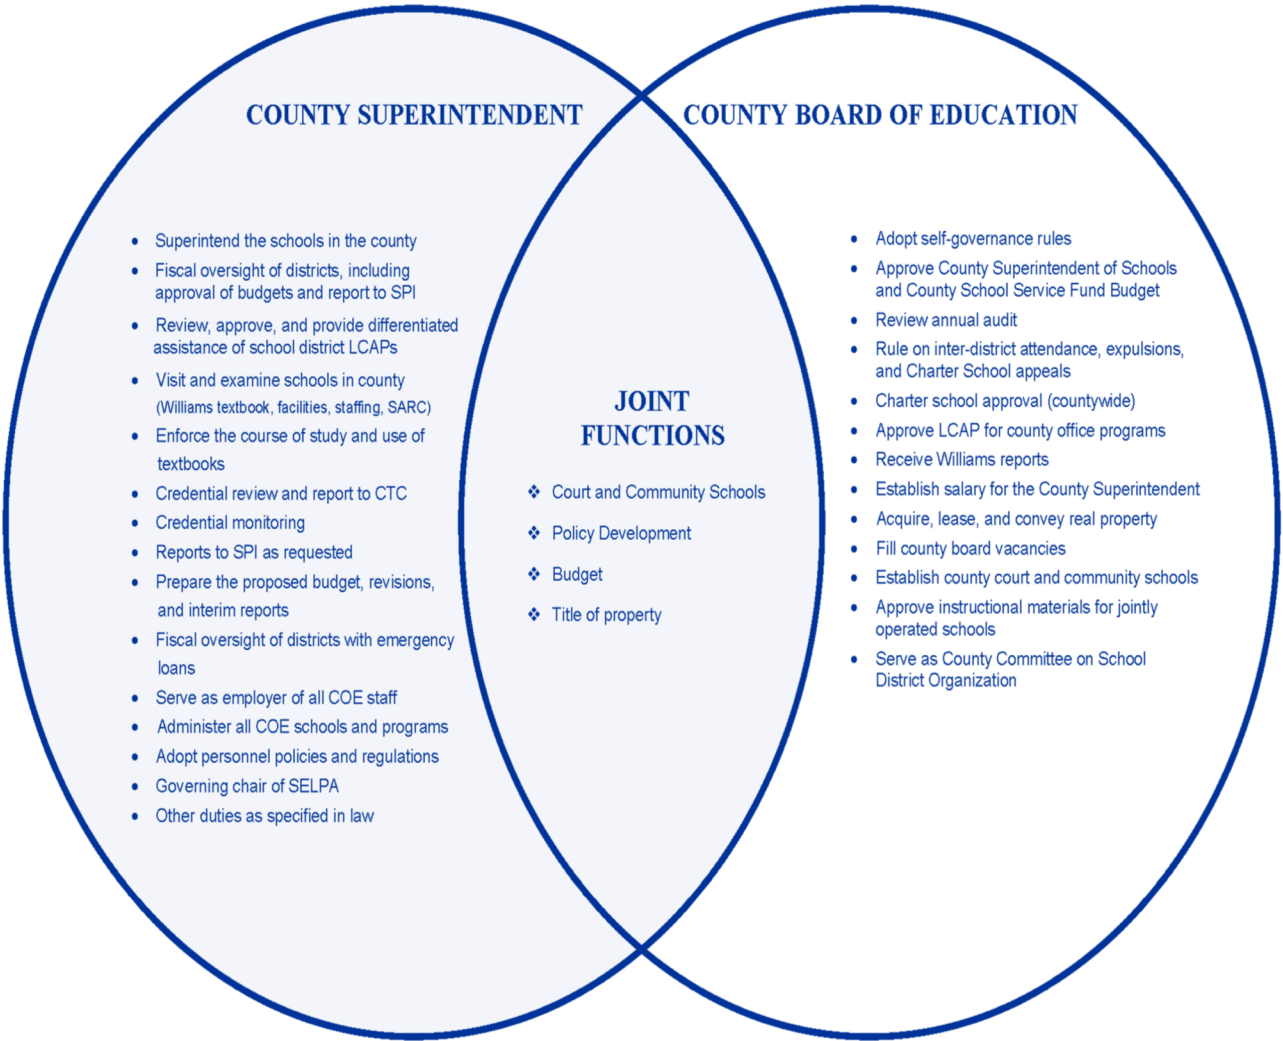 COUNTY SUPERINTENDENT
• Superintend the schools in the county
• Fiscal oversight of districts, including
approval of budgets and report to SPI
• Review, approve, and provide differentiated
assistance of school district LCAPs
• Visit and examine schools in county
(Williams textbook, facilities, staffing, SARC)
• Enforce the course of study and use of
textbooks
• Credential review and report to CTC
• Credential monitoring
• Reports to SPI as requested
• Prepare the proposed budget, revisions,
and interim reports
• Fiscal oversight of districts with emergency
loans
• Serve as employer of all COE staff
• Administer all COE schools and programs
• Adopt personnel policies and regulations
• Governing chair of SELPA
• Other duties as specified in law
JOINT
FUNCTIONS
❖ Court and Community Schools
❖ Policy Development
❖ Budget
❖ Title of property
COUNTY BOARD OF EDUCATION
• Adopt self-governance rules
• Approve County Superintendent of Schools
and County School Service Fund Budget
• Review annual audit
• Rule on inter-district attendance, expulsions,
and Charter School appeals
• Charter school approval (countywide)
• Approve LCAP for county office programs
• Receive Williams reports
• Establish salary for the County Superintendent
• Acquire, lease, and convey real property
• Fill county board vacancies
• Establish county court and community schools
• Approve instructional materials for jointly
operated schools
• Serve as County Committee on School
District Organization